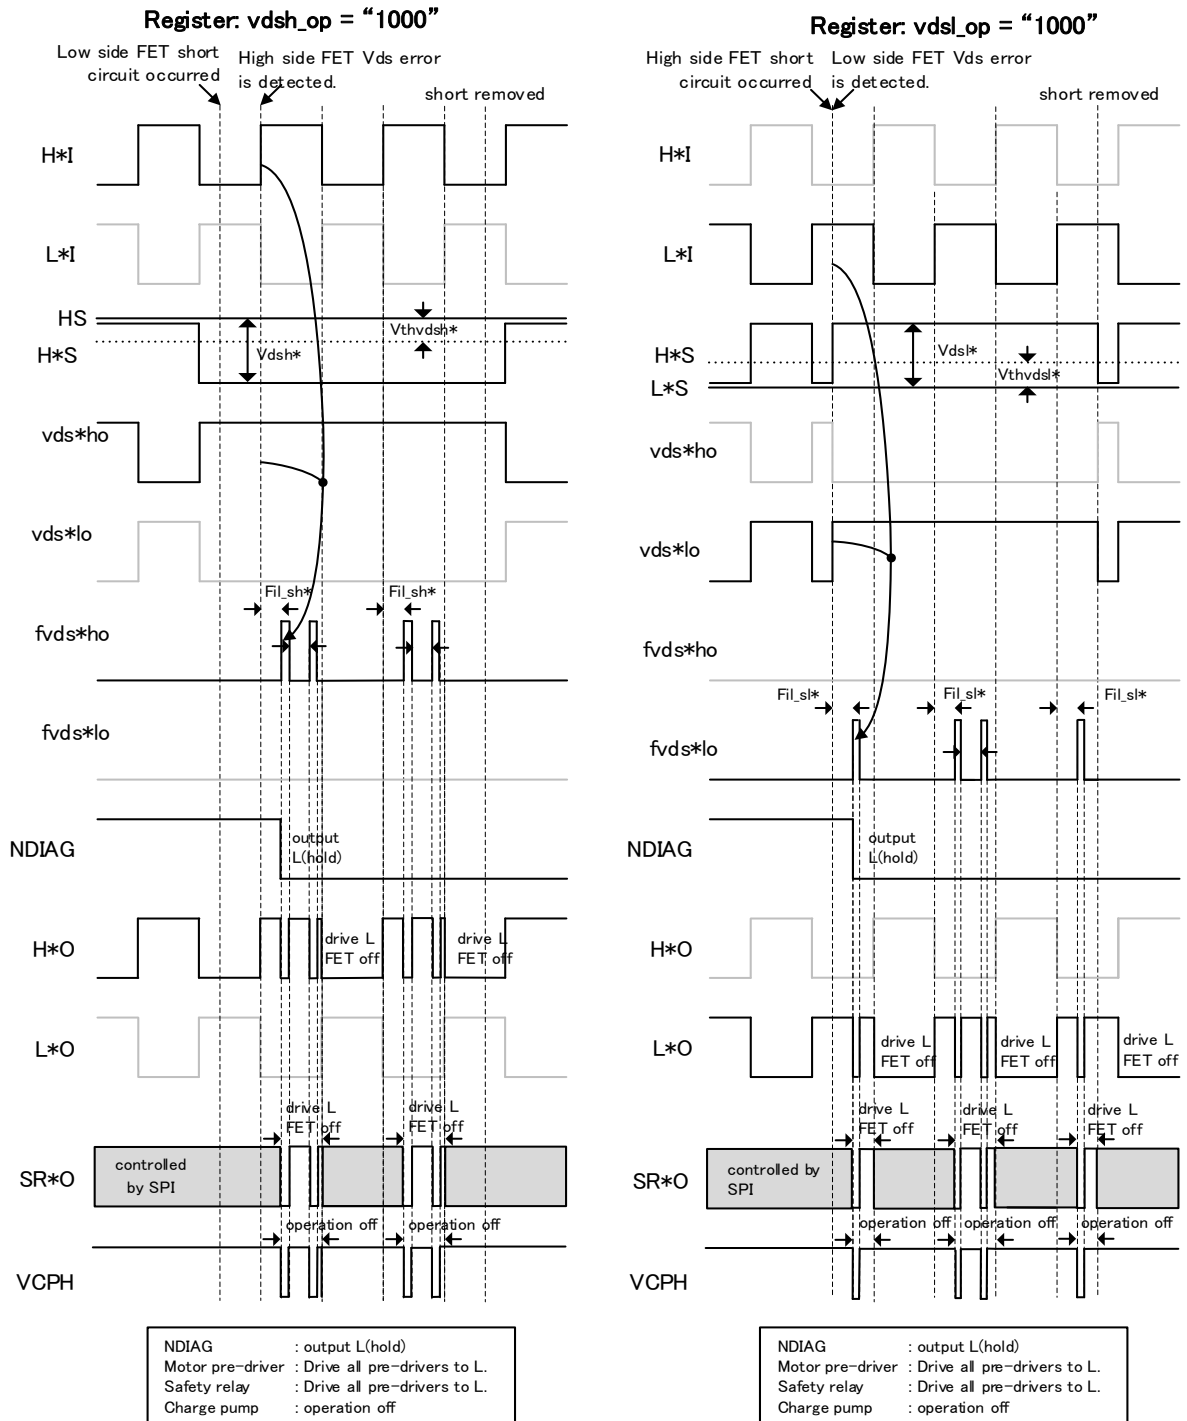 Register: vdsh_op = “1000”
Low side FET short
circuit occurred
High side FET Vds error
is detected.
short removed
H*I
L*I
HS
Vthvdsh*
H*S
Vdsh*
vds*ho
vds*lo
Fil_sh*
Fil_sh*
fvds*ho
fvds*lo
output
L(hold)
NDIAG
H*O
drive L
FET off
drive L
FET off
L*O
drive L
FET off
drive L
FET off
controlled
by SPI
SR*O
operation off
operation off
VCPH
NDIAG : output L(hold)
Motor pre-driver : Drive all pre-drivers to L.
Safety relay : Drive all pre-drivers to L.
Charge pump : operation off
Register: vdsl_op = “1000”
High side FET short
circuit occurred
Low side FET Vds error
is detected.
short removed
H*I
L*I
H*S
Vdsl*
Vthvdsl*
L*S
vds*ho
vds*lo
fvds*ho
Fil_sl*
Fil_sl*
Fil_sl*
fvds*lo
output
L(hold)
NDIAG
H*O
L*O
drive L
FET off
drive L
FET off
drive L
FET off
drive L
FET off
drive L
FET off
drive L
FET off
controlled by
SPI
SR*O
operation off
operation off
operation off
VCPH
NDIAG : output L(hold)
Motor pre-driver : Drive all pre-drivers to L.
Safety relay : Drive all pre-drivers to L.
Charge pump : operation off